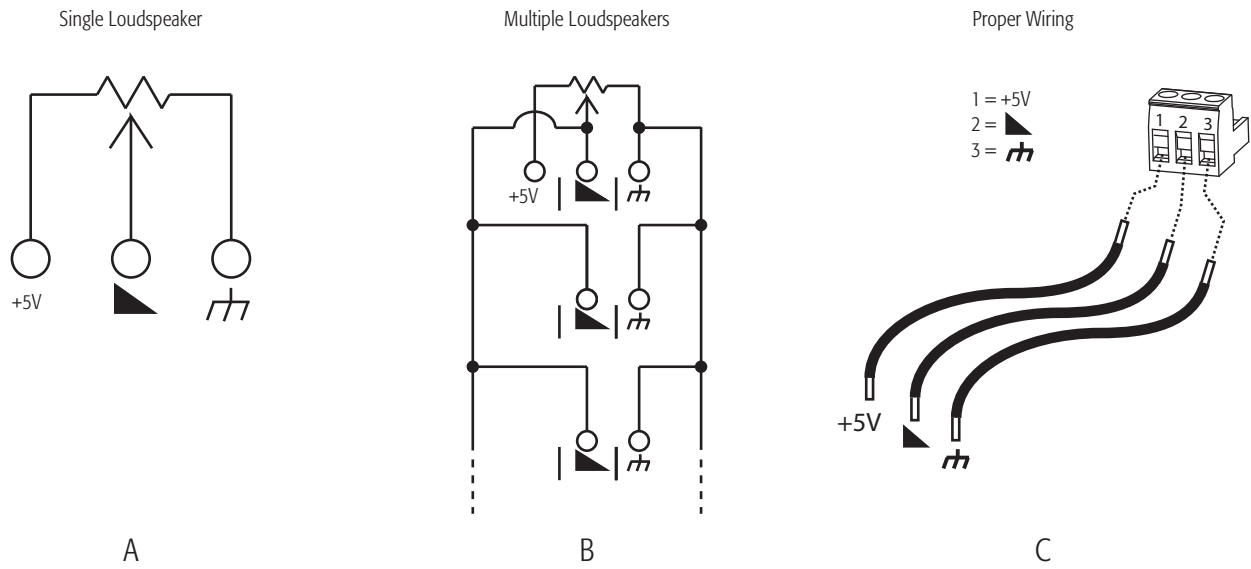 Single Loudspeaker
+5V
A
Multiple Loudspeakers
+5V
B
Proper Wiring
1 = +5V
2 =
3 =
1 2 3
+5V
C